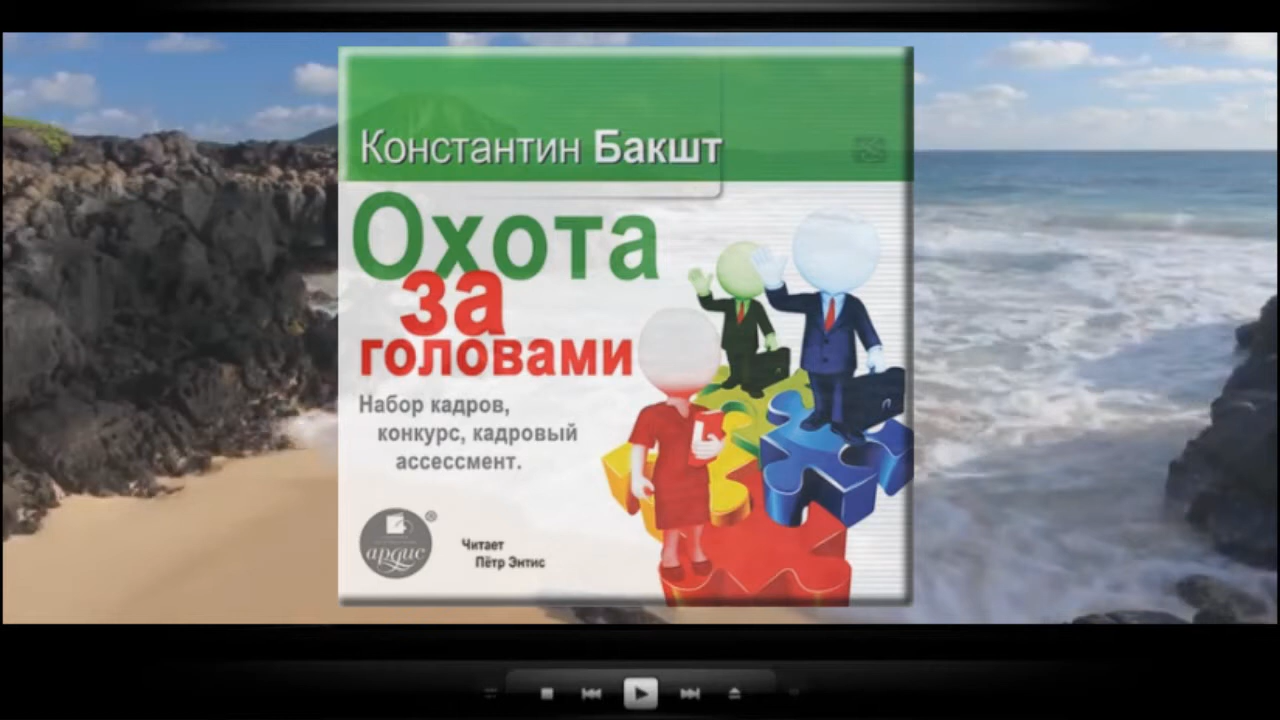 Константин Бакшт
Охота
за
головами
Набор кадров,
конкурс, кадровый
ассессмент.
ардис ®
Читает
Пётр Энтис